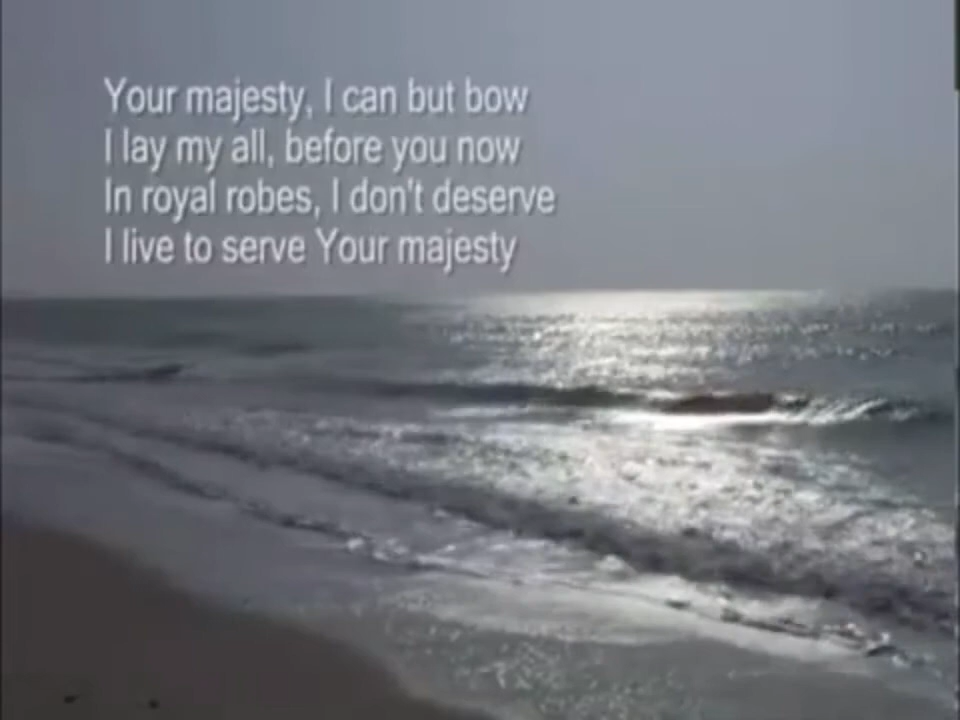 Your majesty, I can but bow
I lay my all, before you now
In royal robes, I don't deserve
I live to serve Your majesty